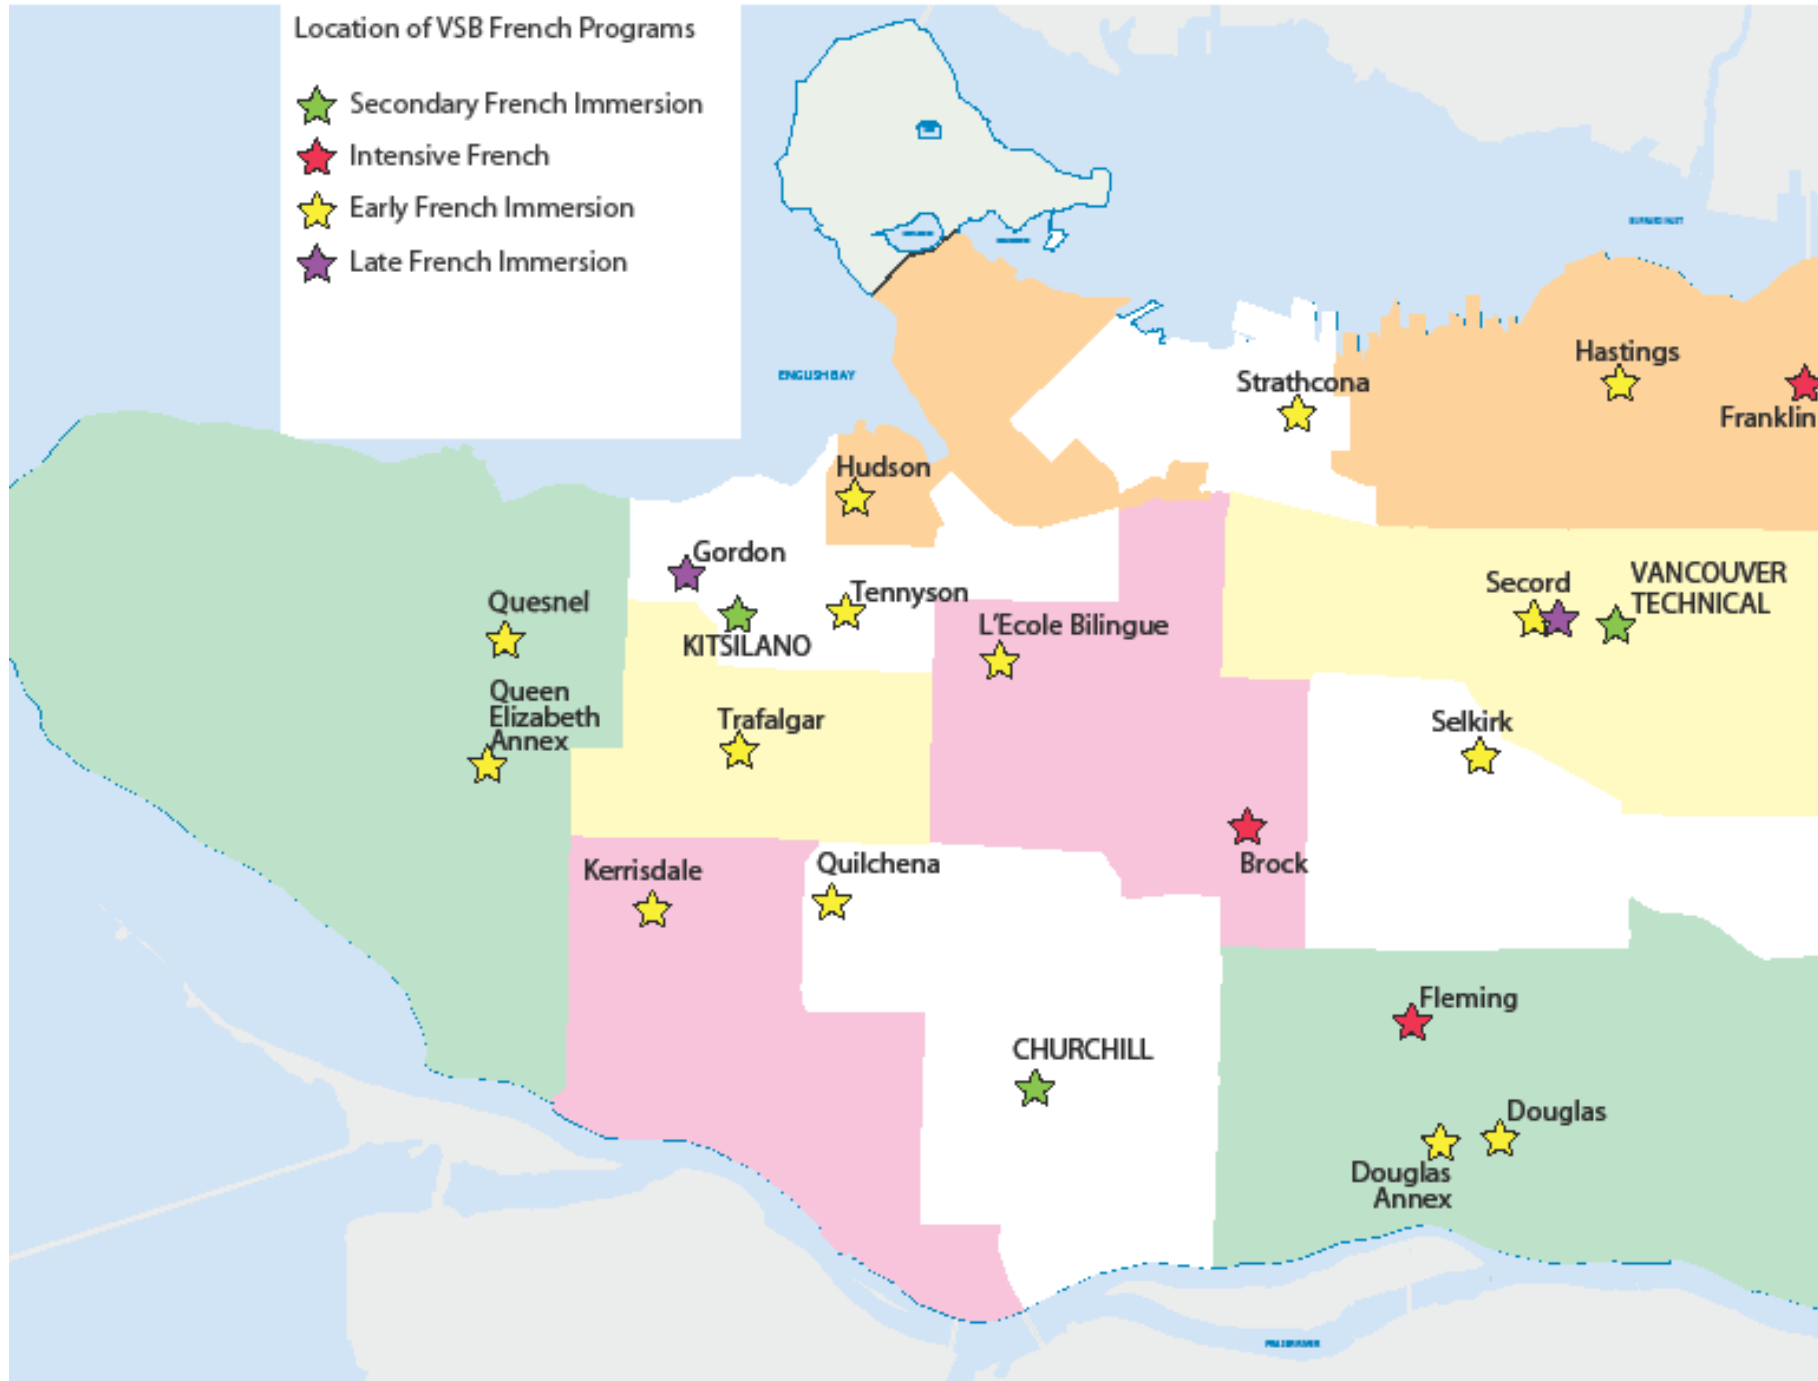 Location of VSB French Programs
Secondary French Immersion
Intensive French
Early French Immersion
Late French Immersion
ENGLISH BAY
Hastings
Strathcona
Franklin
Hudson
Gordon
Tennyson
KITSILANO
Quesnel
L'Ecole Bilingue
Secord
VANCOUVER
TECHNICAL
Queen
Elizabeth
Annex
Trafalgar
Selkirk
Kerrisdale
Quilchena
Brock
Fleming
CHURCHILL
Douglas
Douglas
Annex
FRASER RIVER